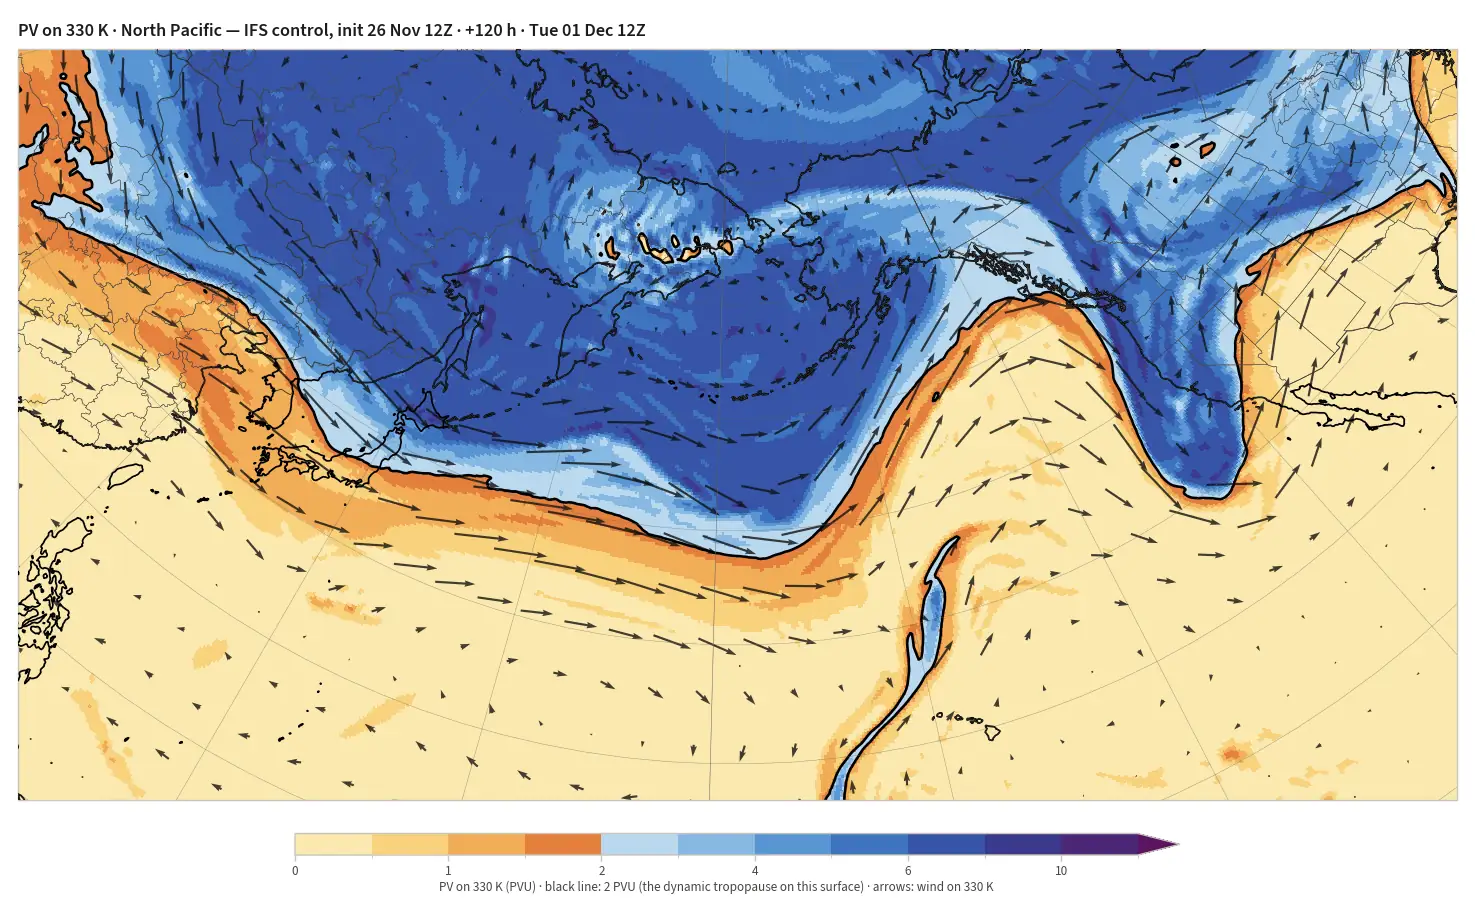 PV on 330 K · North Pacific — IFS control, init 26 Nov 12Z · +120 h · Tue 01 Dec 12Z
0 1 2 4 6 10
PV on 330 K (PVU) · black line: 2 PVU (the dynamic tropopause on this surface) · arrows: wind on 330 K